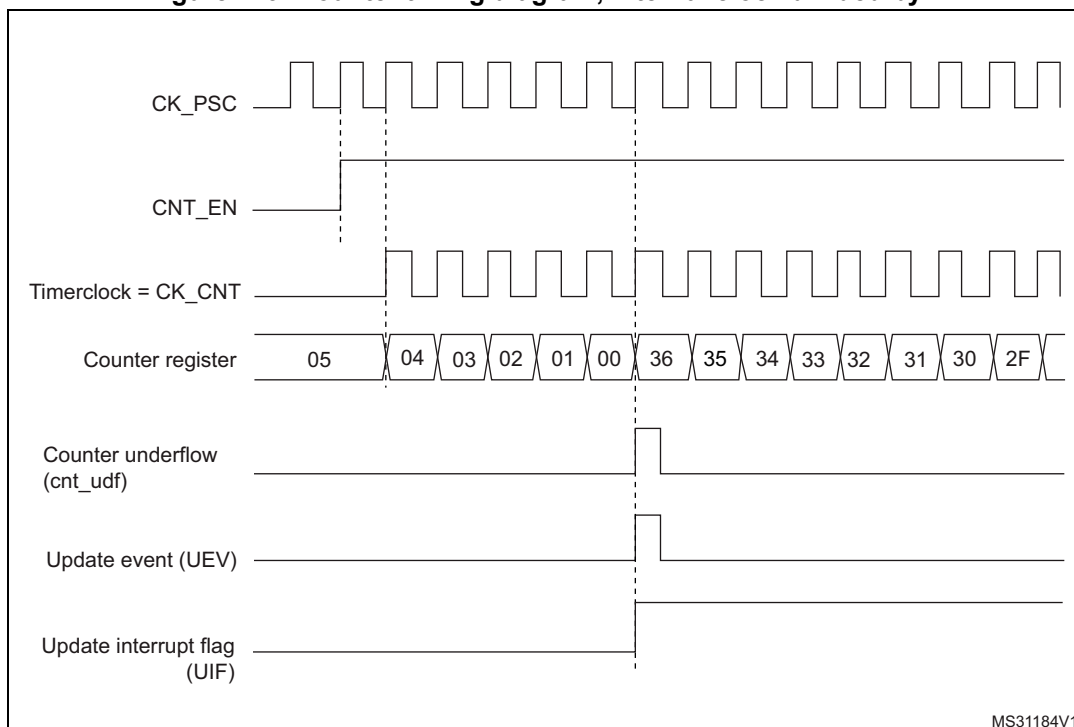 CK_PSC
CNT_EN
Timerclock = CK_CNT
Counter register 05 04 03 02 01 00 36 35 34 33 32 31 30 2F
Counter underflow
(cnt_udf)
Update event (UEV)
Update interrupt flag
(UIF)
MS31184V1